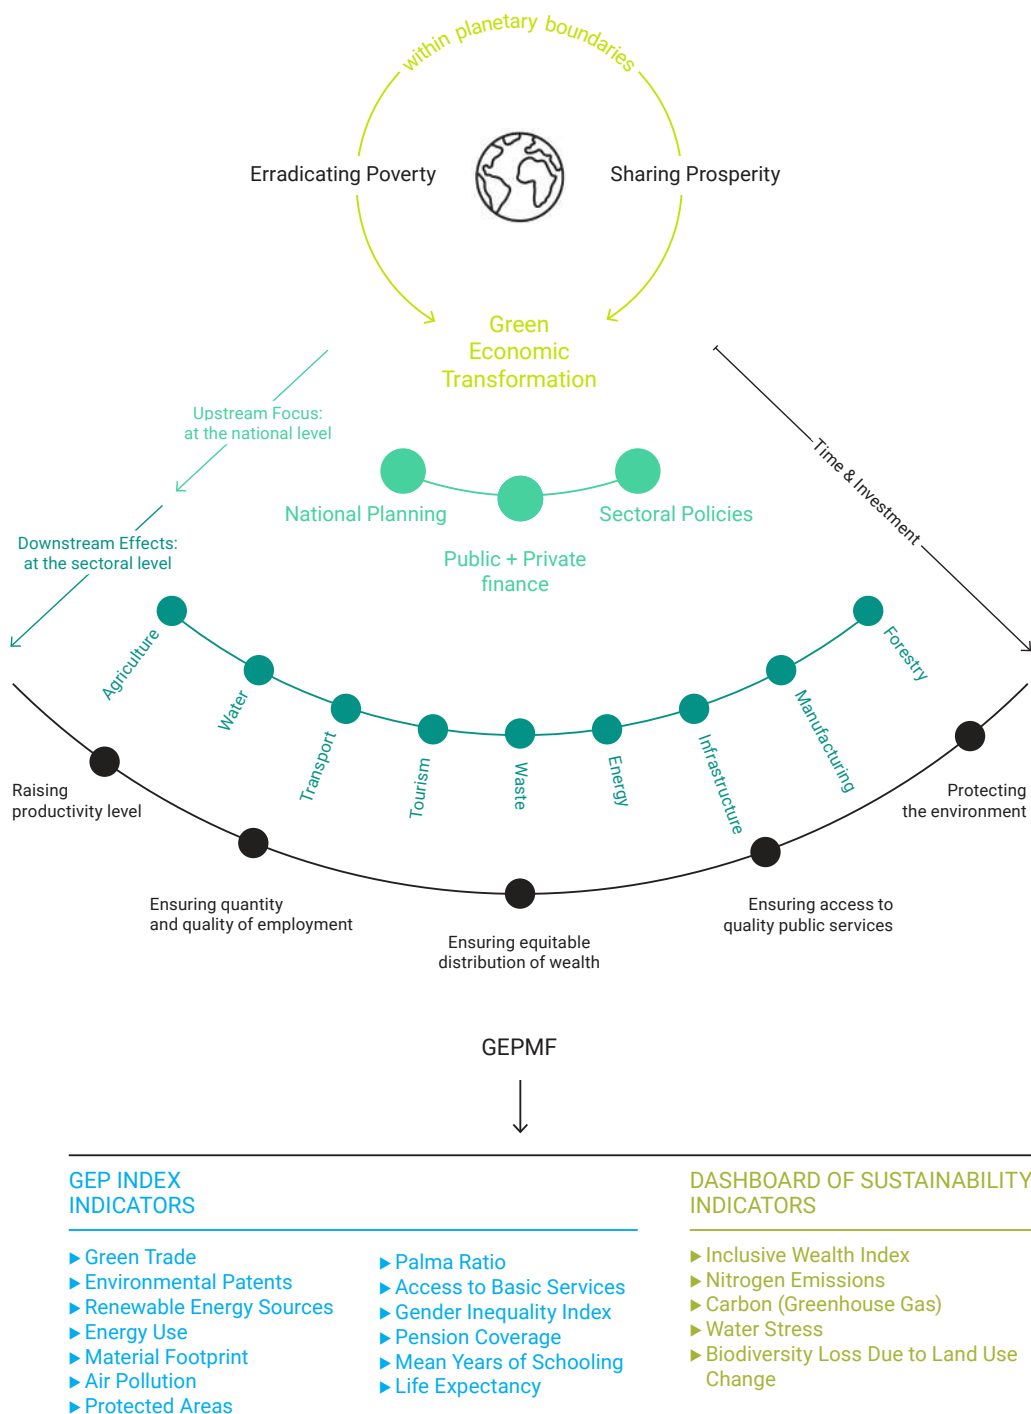 within planetary boundaries
Erradicating Poverty
Sharing Prosperity
Green
Economic
Transformation
Upstream Focus:
at the national level
Time & Investment
National Planning
Sectoral Policies
Public + Private
finance
Downstream Effects:
at the sectoral level
Agriculture
Water
Transport
Tourism
Waste
Energy
Infrastructure
Manufacturing
Forestry
Raising
productivity level
Ensuring quantity
and quality of employment
Ensuring equitable
distribution of wealth
Ensuring access to
quality public services
Protecting
the environment
GEPMF
GEP INDEX
INDICATORS
Green Trade
Environmental Patents
Renewable Energy Sources
Energy Use
Material Footprint
Air Pollution
Protected Areas
Palma Ratio
Access to Basic Services
Gender Inequality Index
Pension Coverage
Mean Years of Schooling
Life Expectancy
DASHBOARD OF SUSTAINABILITY
INDICATORS
Inclusive Wealth Index
Nitrogen Emissions
Carbon (Greenhouse Gas)
Water Stress
Biodiversity Loss Due to Land Use
Change